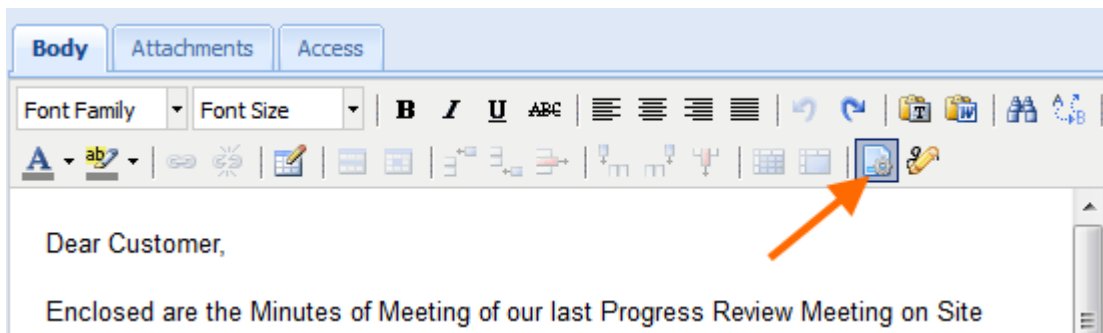 Body Attachments Access
Font Family Font Size B I U ABC T W A B
A ab
Dear Customer,
Enclosed are the Minutes of Meeting of our last Progress Review Meeting on Site